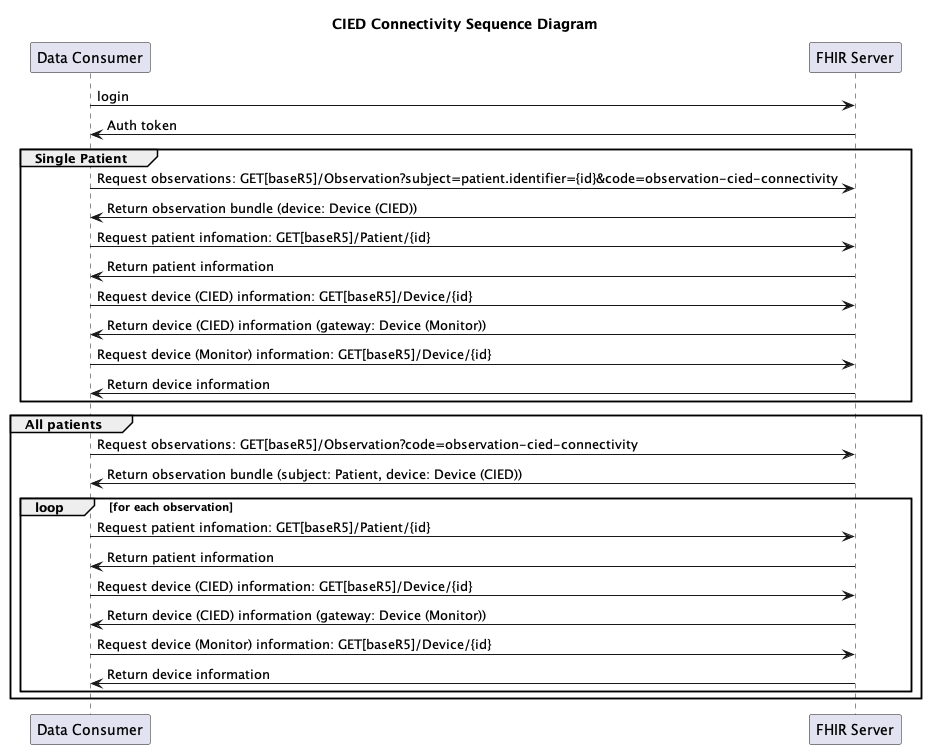 CIED Connectivity Sequence Diagram
Data Consumer
FHIR Server
login
Auth token
Single Patient
Request observations: GET[baseR5]/Observation?subject=patient.identifier={id}&code=observation-cied-connectivity
Return observation bundle (device: Device (CIED))
Request patient infomation: GET[baseR5]/Patient/{id}
Return patient information
Request device (CIED) information: GET[baseR5]/Device/{id}
Return device (CIED) information (gateway: Device (Monitor))
Request device (Monitor) information: GET[baseR5]/Device/{id}
Return device information
All patients
Request observations: GET[baseR5]/Observation?code=observation-cied-connectivity
Return observation bundle (subject: Patient, device: Device (CIED))
loop
[for each observation]
Request patient infomation: GET[baseR5]/Patient/{id}
Return patient information
Request device (CIED) information: GET[baseR5]/Device/{id}
Return device (CIED) information (gateway: Device (Monitor))
Request device (Monitor) information: GET[baseR5]/Device/{id}
Return device information
Data Consumer
FHIR Server